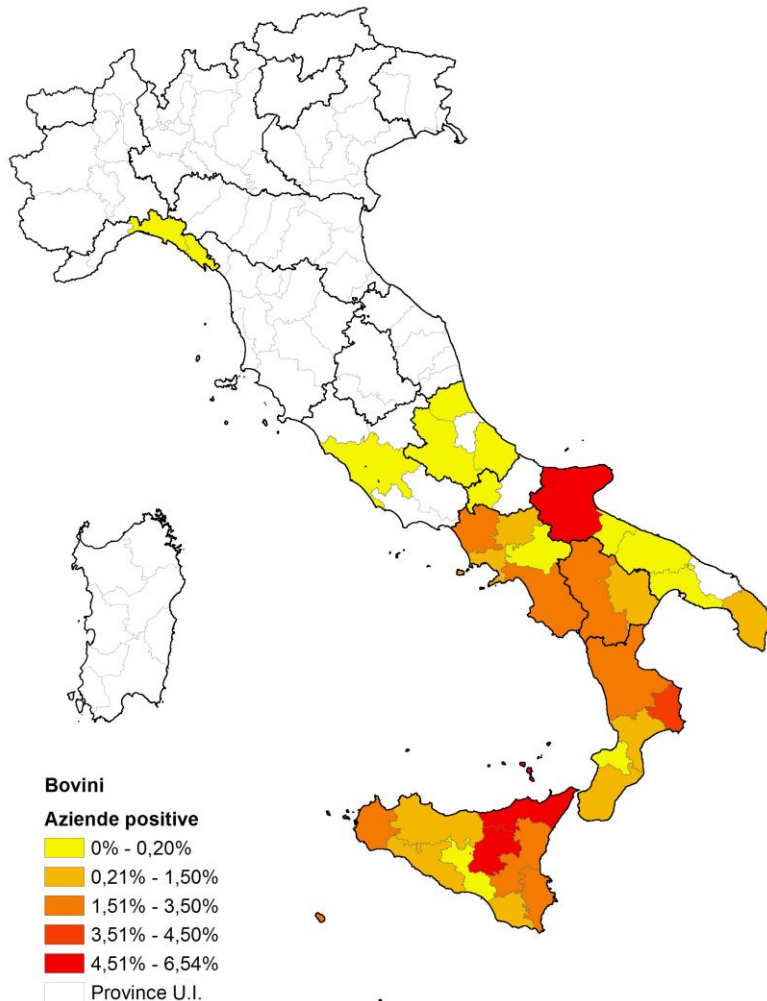 Bovini
Aziende positive
0% - 0,20%
0,21% - 1,50%
1,51% - 3,50%
3,51% - 4,50%
4,51% - 6,54%
Province U.I.